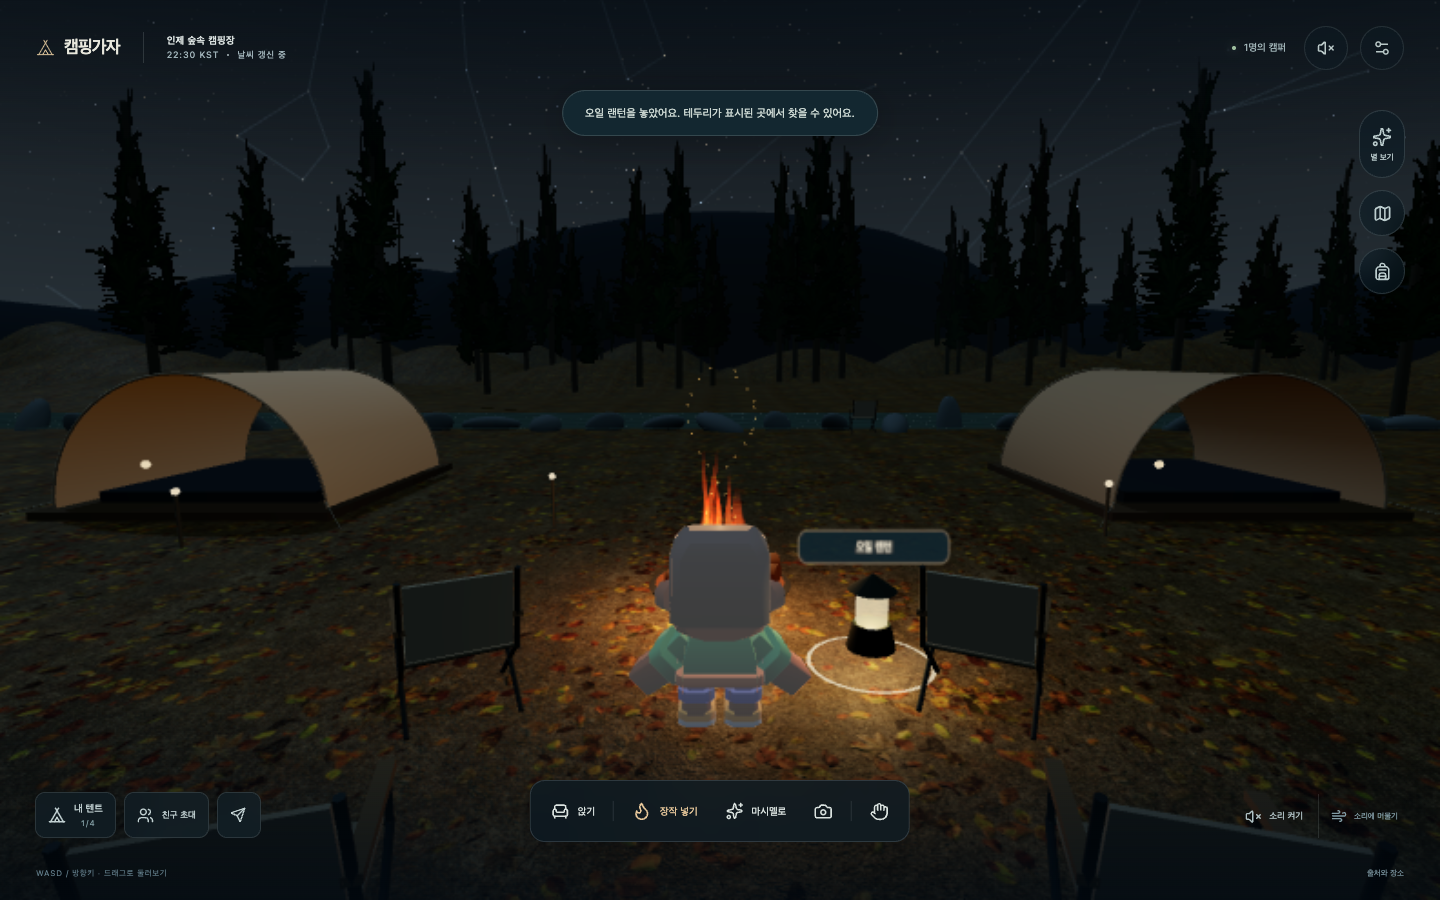 캠핑가자
인제 숲속 캠핑장
22:30 KST · 날씨 갱신 중
1명의 캠퍼
오일 랜턴을 놓았어요. 테두리가 표시된 곳에서 찾을 수 있어요.
별 보기
오일 랜턴
내 텐트
1/4
친구 초대
앉기
장작 넣기
마시멜로
소리 켜기
소리에 머물기
WASD / 방향키 · 드래그로 둘러보기
출처와 장소